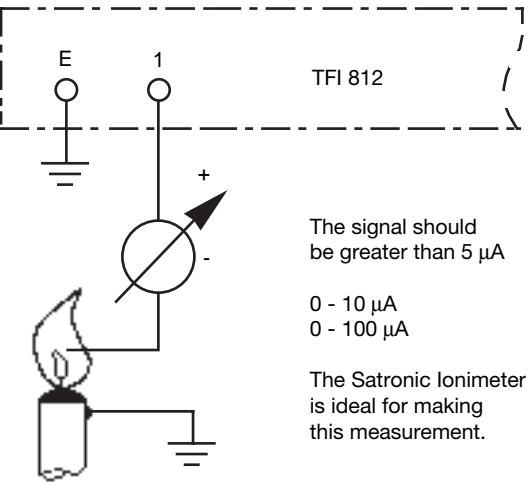 E 1
TFI 812
+
-
The signal should
be greater than 5 µA
0 - 10 µA
0 - 100 µA
The Satronic Ionimeter
is ideal for making
this measurement.